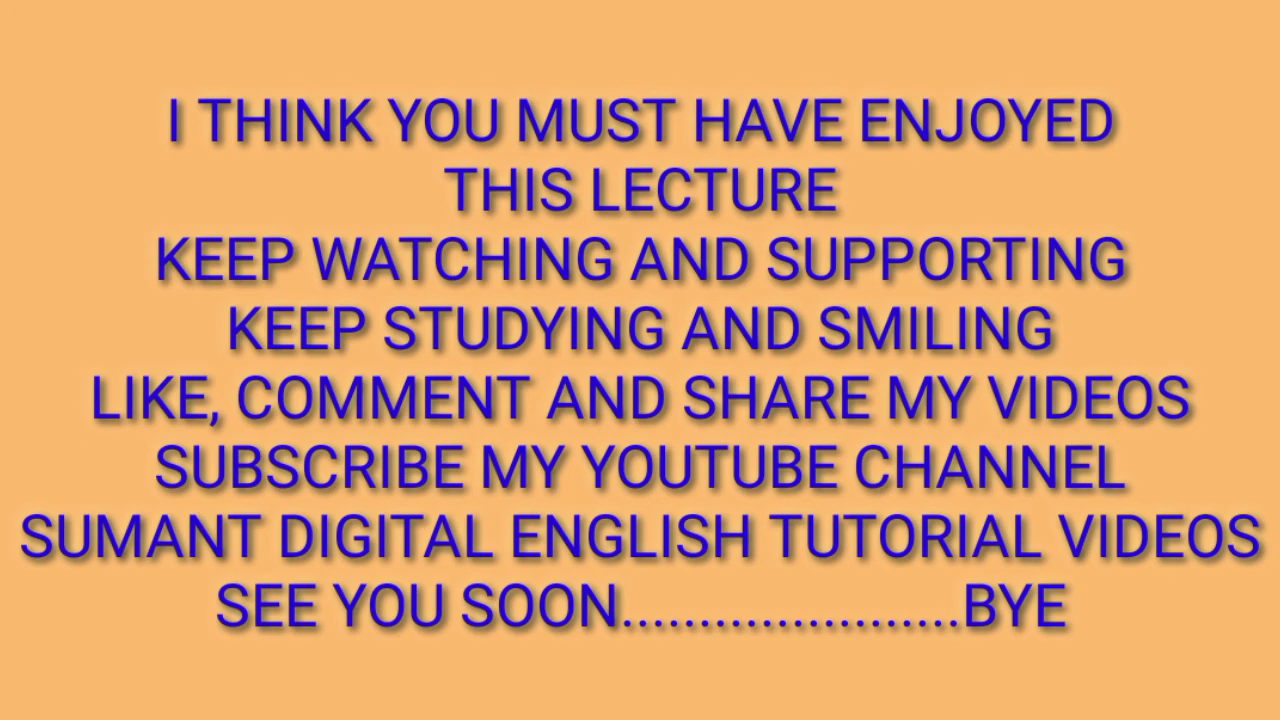 I THINK YOU MUST HAVE ENJOYED
THIS LECTURE
KEEP WATCHING AND SUPPORTING
KEEP STUDYING AND SMILING
LIKE, COMMENT AND SHARE MY VIDEOS
SUBSCRIBE MY YOUTUBE CHANNEL
SUMANT DIGITAL ENGLISH TUTORIAL VIDEOS
SEE YOU SOON......................BYE